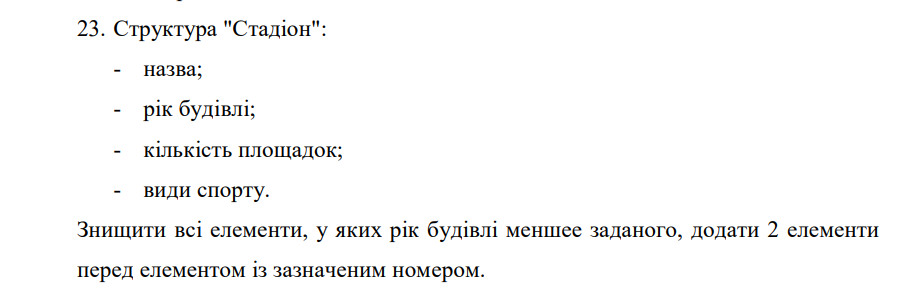 23. Структура "Стадіон":
- назва;
- рік будівлі;
- кількість площадок;
- види спорту.
Знищити всі елементи, у яких рік будівлі меншее заданого, додати 2 елементи
перед елементом із зазначеним номером.